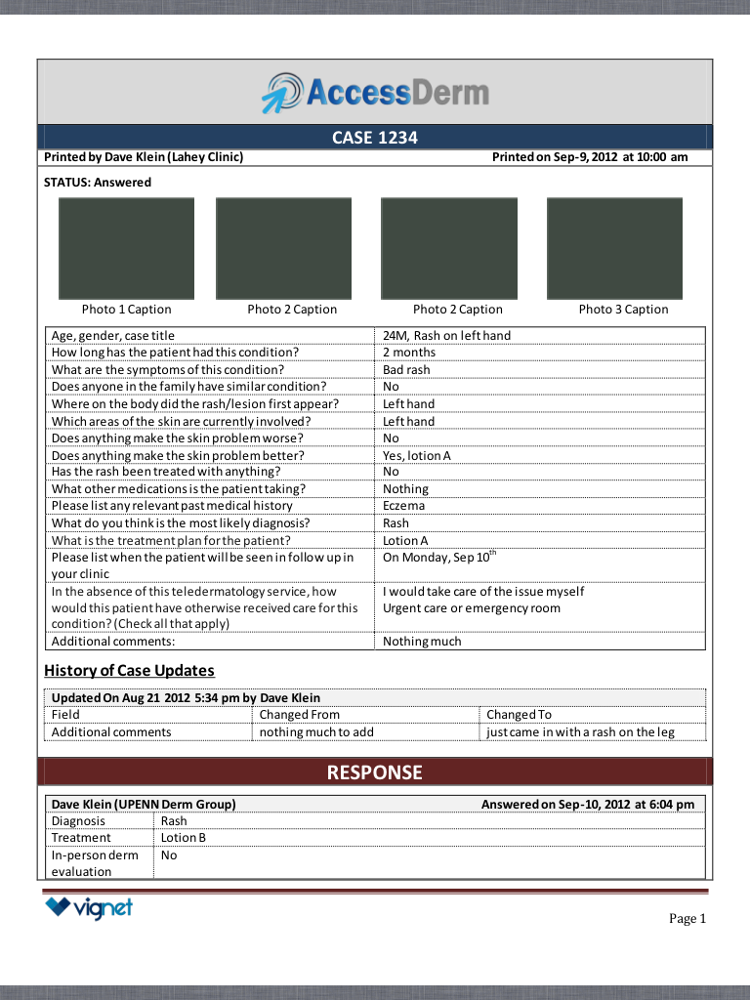 AccessDerm
CASE 1234
Printed by Dave Klein (Lahey Clinic) Printed on Sep-9, 2012 at 10:00 am
STATUS: Answered
Photo 1 Caption Photo 2 Caption Photo 2 Caption Photo 3 Caption
Age, gender, case title 24M, Rash on left hand
How long has the patient had this condition? 2 months
What are the symptoms of this condition? Bad rash
Does anyone in the family have similar condition? No
Where on the body did the rash/lesion first appear? Left hand
Which areas of the skin are currently involved? Left hand
Does anything make the skin problem worse? No
Does anything make the skin problem better? Yes, lotion A
Has the rash been treated with anything? No
What other medications is the patient taking? Nothing
Please list any relevant past medical history Eczema
What do you think is the most likely diagnosis? Rash
What is the treatment plan for the patient? Lotion A
Please list when the patient will be seen in follow up in On Monday, Sep 10th
your clinic
In the absence of this teledermatology service, how I would take care of the issue myself
would this patient have otherwise received care for this Urgent care or emergency room
condition? (Check all that apply)
Additional comments: Nothing much
History of Case Updates
Updated On Aug 21 2012 5:34 pm by Dave Klein
Field Changed From Changed To
Additional comments nothing much to add just came in with a rash on the leg
RESPONSE
Dave Klein (UPENN Derm Group) Answered on Sep-10, 2012 at 6:04 pm
Diagnosis Rash
Treatment Lotion B
In-person derm No
evaluation
vignet
Page 1